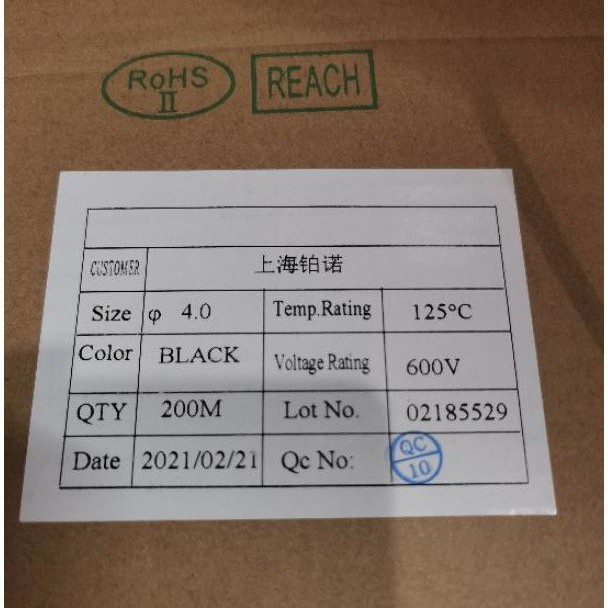 RoHS
II
REACH
CUSTOMER 上海铂诺
Size φ 4.0 Temp.Rating 125°C
Color BLACK Voltage Rating 600V
QTY 200M Lot No. 02185529
Date 2021/02/21 Qc No: QC
10